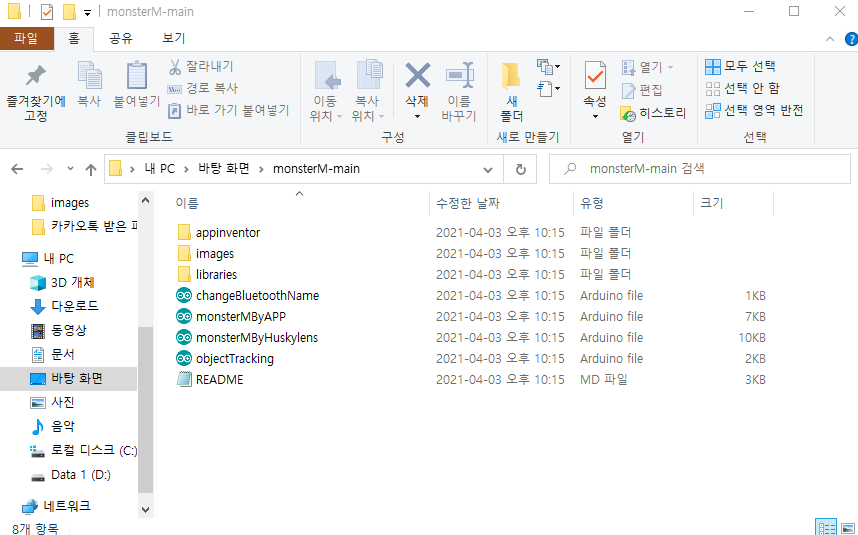 monsterM-main
파일 홈 공유 보기
즐겨찾기에 고정
복사
붙여넣기
잘라내기
경로 복사
바로 가기 붙여넣기
클립보드
이동 위치
복사 위치
삭제
이름 바꾸기
구성
새 폴더
새로 만들기
속성
열기
편집
히스토리
열기
모두 선택
선택 안 함
선택 영역 반전
선택
내 PC > 바탕 화면 > monsterM-main
monsterM-main 검색
images
카카오톡 받은 파
내 PC
3D 개체
다운로드
동영상
문서
바탕 화면
사진
음악
로컬 디스크 (C:)
Data 1 (D:)
네트워크
이름 수정한 날짜 유형 크기
appinventor 2021-04-03 오후 10:15 파일 폴더
images 2021-04-03 오후 10:15 파일 폴더
libraries 2021-04-03 오후 10:15 파일 폴더
changeBluetoothName 2021-04-03 오후 10:15 Arduino file 1KB
monsterMByAPP 2021-04-03 오후 10:15 Arduino file 7KB
monsterMByHuskylens 2021-04-03 오후 10:15 Arduino file 10KB
objectTracking 2021-04-03 오후 10:15 Arduino file 2KB
README 2021-04-03 오후 10:15 MD 파일 3KB
8개 항목